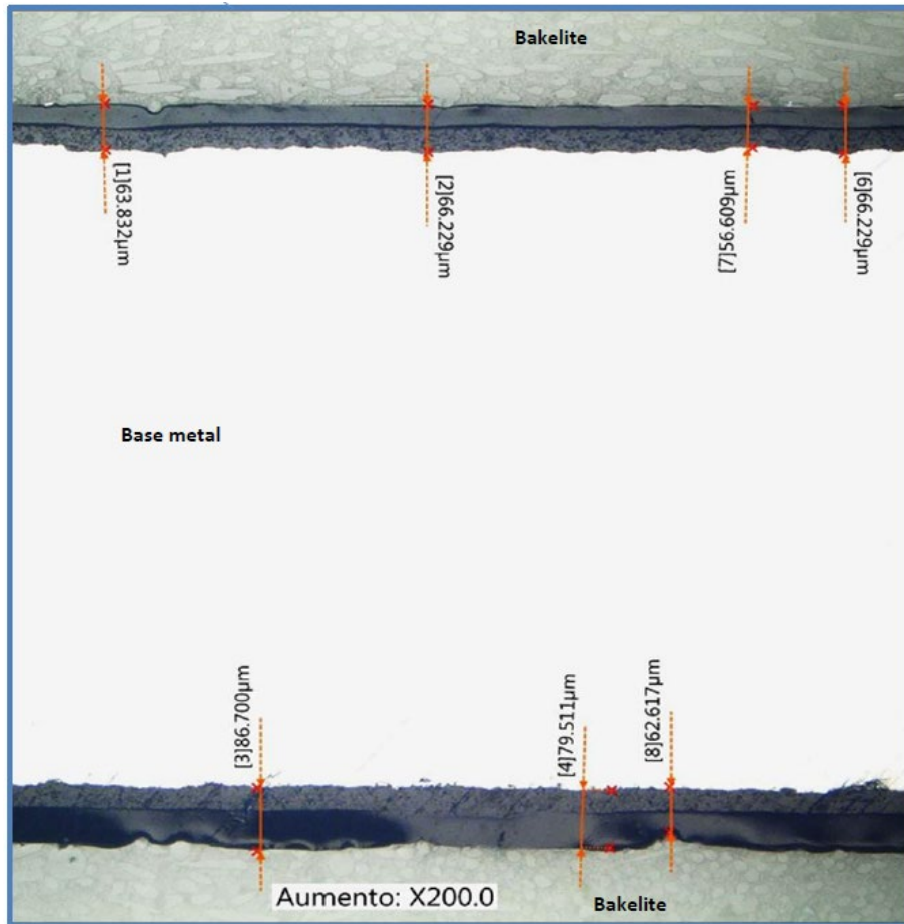 Bakelite
[1]63.832µm
[2]66.229µm
[7]56.609µm
[6]66.229µm
Base metal
[3]86.700µm
[4]79.511µm
[8]62.617µm
Aumento: X200.0
Bakelite